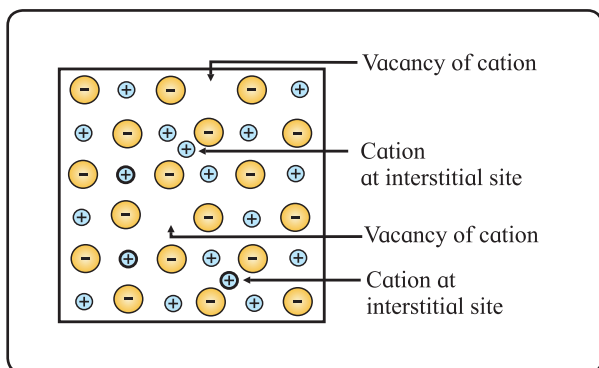 Vacancy of cation
Cation
at interstitial site
Vacancy of cation
Cation at
interstitial site
- + - - +
+ - + - + -
+
- + - + - +
+ - - + -
- + - + - +
+
+ - + - + -